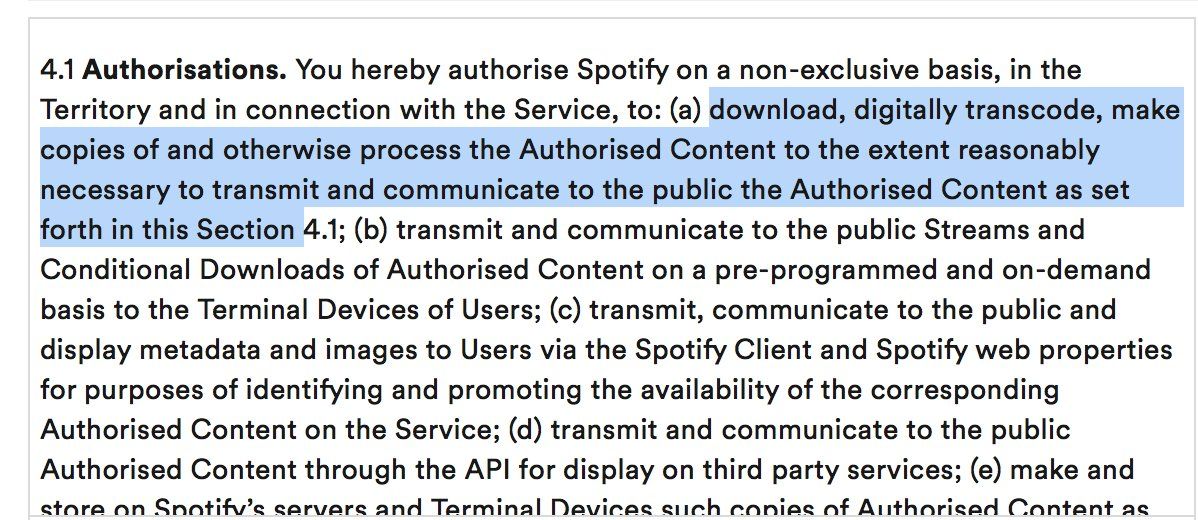 4.1 Authorisations. You hereby authorise Spotify on a non-exclusive basis, in the
Territory and in connection with the Service, to: (a) download, digitally transcode, make
copies of and otherwise process the Authorised Content to the extent reasonably
necessary to transmit and communicate to the public the Authorised Content as set
forth in this Section 4.1; (b) transmit and communicate to the public Streams and
Conditional Downloads of Authorised Content on a pre-programmed and on-demand
basis to the Terminal Devices of Users; (c) transmit, communicate to the public and
display metadata and images to Users via the Spotify Client and Spotify web properties
for purposes of identifying and promoting the availability of the corresponding
Authorised Content on the Service; (d) transmit and communicate to the public
Authorised Content through the API for display on third party services; (e) make and
store on Spotify's servers and Terminal Devices such copies of Authorised Content as